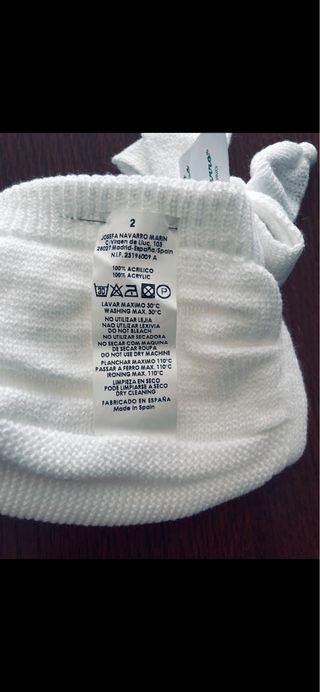 2
JOSEFA NAVARRO MARIN
C/Virgen de Lluc, 103
28027 Madrid-España/Spain
N.I.F. 23196009 A
100% ACRILICO
100% ACRYLIC
30
P
LAVAR MAXIMO 30°C
WASHING MAX. 30°C
NO UTILIZAR LEJIA
NAO UTILIZAR LEXIVIA
DO NOT BLEACH
NO UTILIZAR SECADORA
NO SECAR COM MAQUINA
DE SECAR ROUPA
DO NOT USE DRY MACHINE
PLANCHAR MAXIMO 110°C
PASSAR A FERRO MAX. 110°C
IRONING MAX. 110°C
LIMPIEZA EN SECO
PODE LIMPIARSE A SECO
DRY CLEANING
FABRICADO EN ESPAÑA
Made in Spain